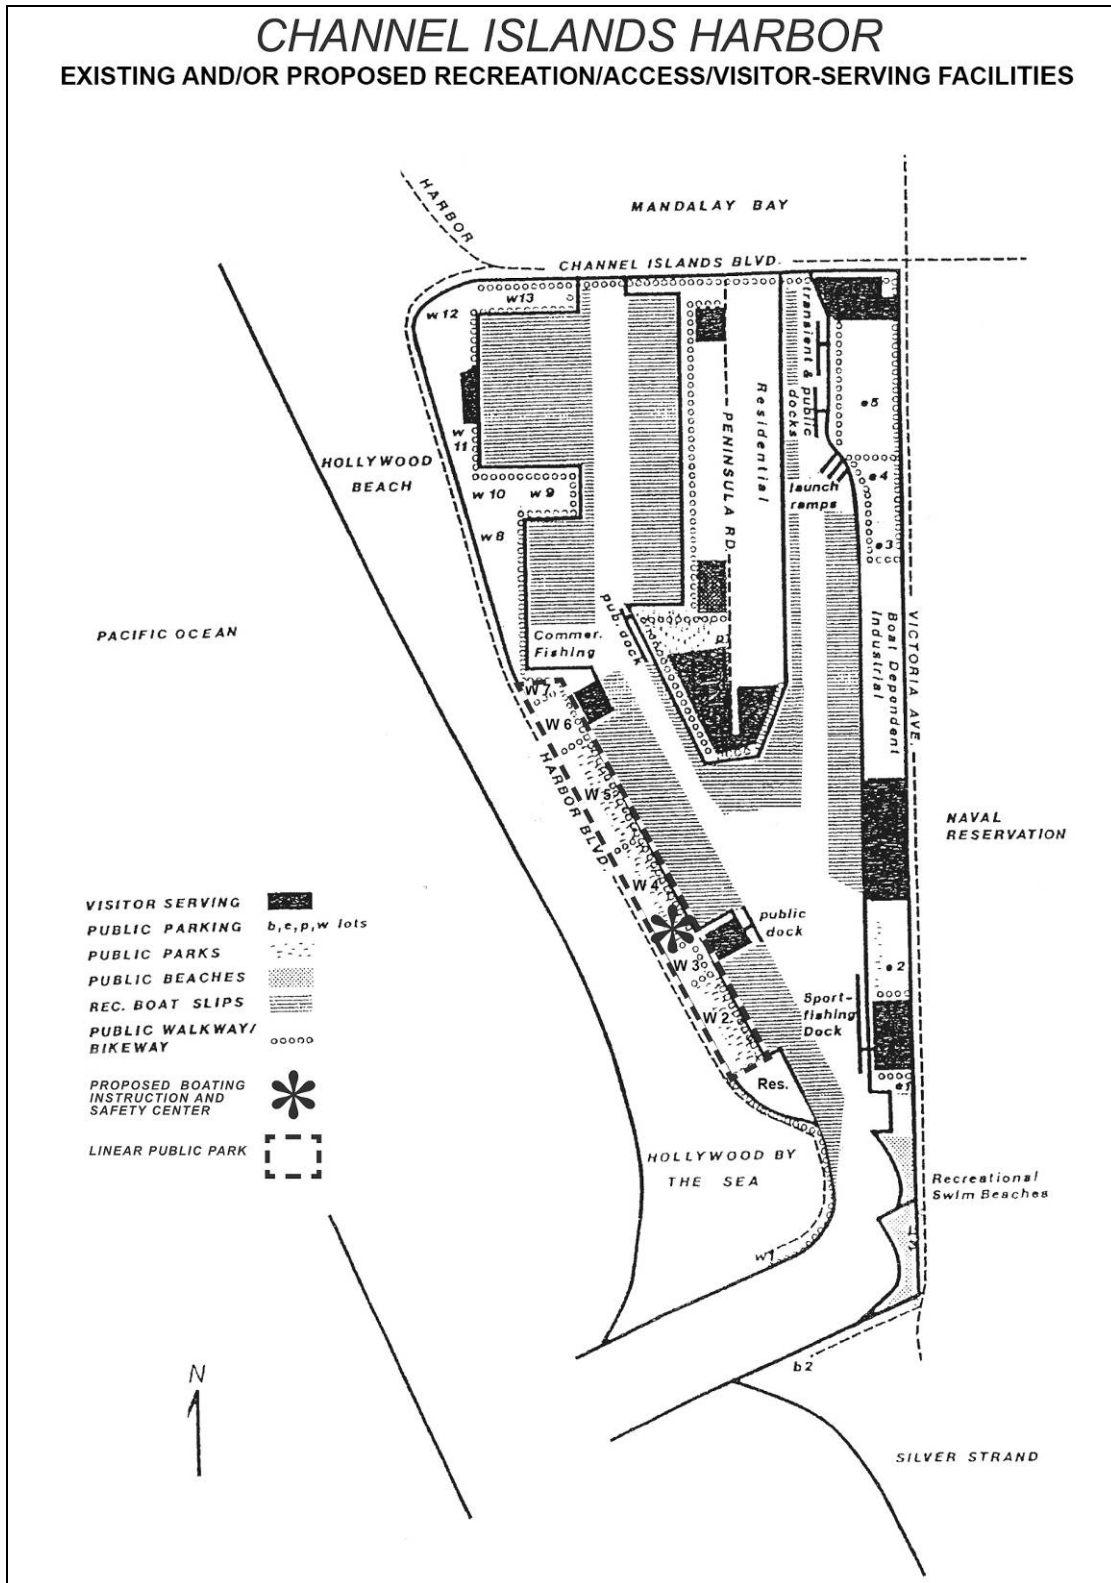 CHANNEL ISLANDS HARBOR
EXISTING AND/OR PROPOSED RECREATION/ACCESS/VISITOR-SERVING FACILITIES
HARBOR
MANDALAY BAY
CHANNEL ISLANDS BLVD.
w13
w12
transient & public
docks
e5
Residential
PENINSULA RD.
w
11
HOLLYWOOD
BEACH
w10
w9
launch
ramps
e4
w8
e3
PACIFIC OCEAN
Commer.
Fishing
pub. dock
p1
Boat Dependent
Industrial
VICTORIA AVE.
W7
W6
HARBOR BLVD.
W5
NAVAL
RESERVATION
W4
public
dock
W3
e2
W2
Sport-
fishing
Dock
Res.
e1
VISITOR SERVING
PUBLIC PARKING
b,e,p,w lots
PUBLIC PARKS
PUBLIC BEACHES
REC. BOAT SLIPS
PUBLIC WALKWAY/
BIKEWAY
PROPOSED BOATING
INSTRUCTION AND
SAFETY CENTER
LINEAR PUBLIC PARK
HOLLYWOOD BY
THE SEA
Recreational
Swim Beaches
w1
b2
N
SILVER STRAND